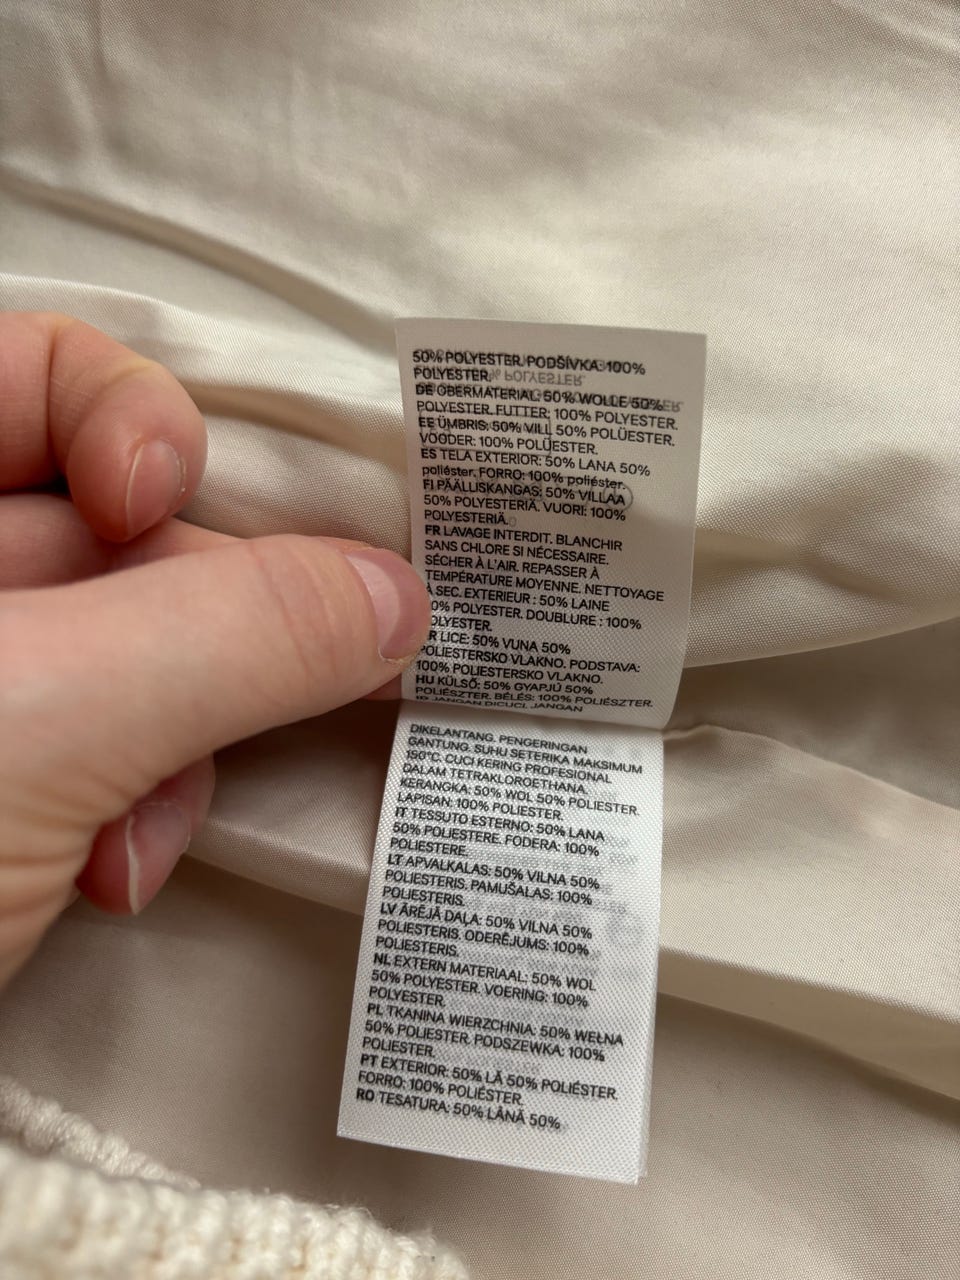 50% POLYESTER. PODŠÍVKA: 100%
POLYESTER.
DE OBERMATERIAL: 50% WOLLE 50%
POLYESTER. FUTTER: 100% POLYESTER.
EE ÜMBRIS: 50% VILL 50% POLÜESTER.
VOODER: 100% POLÜESTER.
ES TELA EXTERIOR: 50% LANA 50%
poliéster. FORRO: 100% poliéster.
FI PÄÄLLISKANGAS: 50% VILLAA
50% POLYESTERIÄ. VUORI: 100%
POLYESTERIÄ.
FR LAVAGE INTERDIT. BLANCHIR
SANS CHLORE SI NÉCESSAIRE.
SÉCHER À L'AIR. REPASSER À
TEMPÉRATURE MOYENNE. NETTOYAGE
À SEC. EXTERIEUR : 50% LAINE
0% POLYESTER. DOUBLURE : 100%
OLYESTER.
R LICE: 50% VUNA 50%
POLIESTERSKO VLAKNO. PODSTAVA:
100% POLIESTERSKO VLAKNO.
HU KÜLSŐ: 50% GYAPJÚ 50%
POLIÉSZTER. BÉLÉS: 100% POLIÉSZTER.
ID JANGAN DICUCI. JANGAN
DIKELANTANG. PENGERINGAN
GANTUNG. SUHU SETERIKA MAKSIMUM
150°C. CUCI KERING PROFESIONAL
DALAM TETRAKLOROETHANA.
KERANGKA: 50% WOL 50% POLIESTER.
LAPISAN: 100% POLIESTER.
IT TESSUTO ESTERNO: 50% LANA
50% POLIESTERE. FODERA: 100%
POLIESTERE.
LT APVALKALAS: 50% VILNA 50%
POLIESTERIS. PAMUŠALAS: 100%
POLIESTERIS.
LV ĀRĒJĀ DAĻA: 50% VILNA 50%
POLIESTERIS. ODERĒJUMS: 100%
POLIESTERIS.
NL EXTERN MATERIAAL: 50% WOL
50% POLYESTER. VOERING: 100%
POLYESTER.
PL TKANINA WIERZCHNIA: 50% WEŁNA
50% POLIESTER. PODSZEWKA: 100%
POLIESTER.
PT EXTERIOR: 50% LÃ 50% POLIÉSTER.
FORRO: 100% POLIÉSTER.
RO TESATURA: 50% LÂNĂ 50%